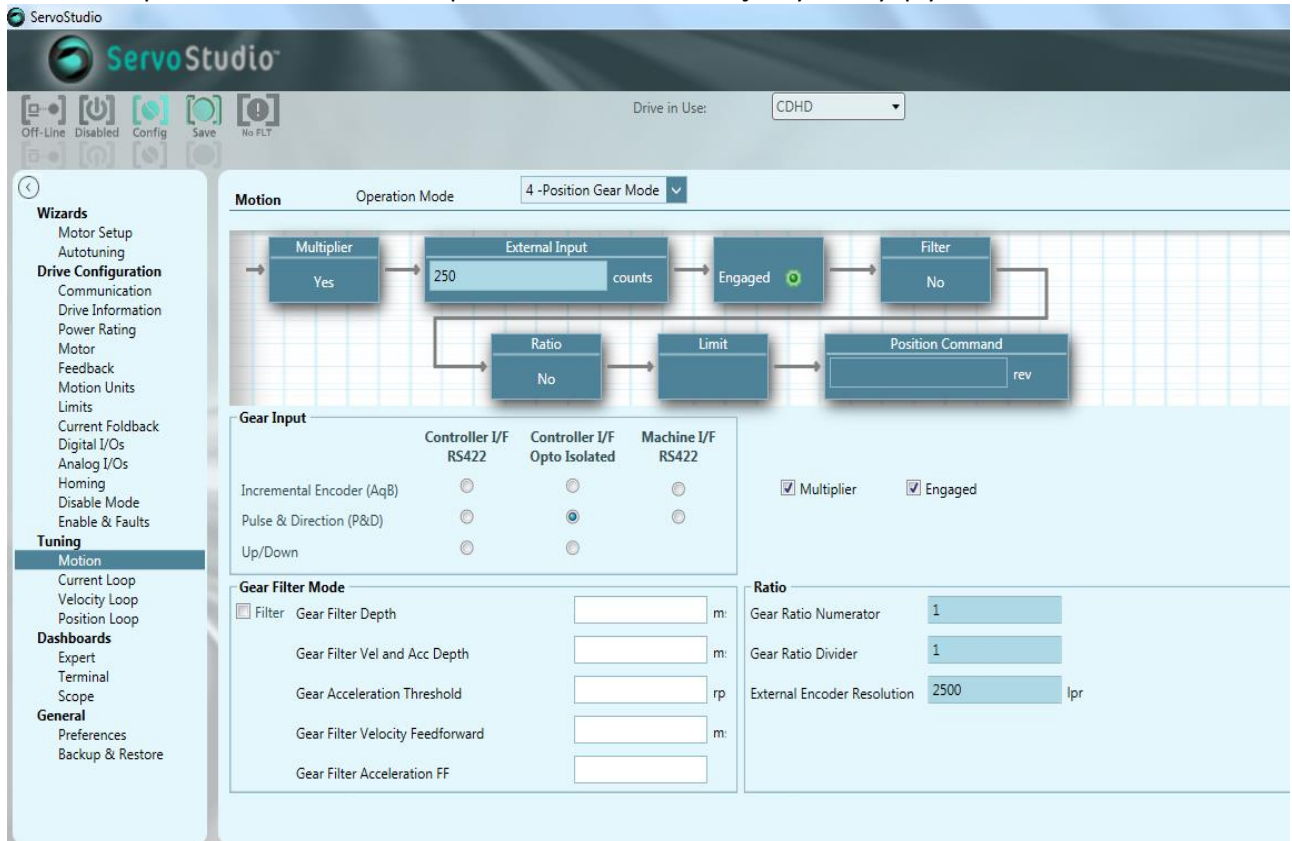 ServoStudio
ServoStudio™
Off-Line Disabled Config Save No FLT
Drive in Use: CDHD
Wizards
Motor Setup
Autotuning
Drive Configuration
Communication
Drive Information
Power Rating
Motor
Feedback
Motion Units
Limits
Current Foldback
Digital I/Os
Analog I/Os
Homing
Disable Mode
Enable & Faults
Tuning
Motion
Current Loop
Velocity Loop
Position Loop
Dashboards
Expert
Terminal
Scope
General
Preferences
Backup & Restore
Motion Operation Mode 4 -Position Gear Mode
Multiplier
Yes
External Input
250 counts
Engaged
Filter
No
Ratio
No
Limit
Position Command
rev
Gear Input
Controller I/F RS422
Controller I/F Opto Isolated
Machine I/F RS422
Incremental Encoder (AqB)
Pulse & Direction (P&D)
Up/Down
Multiplier Engaged
Gear Filter Mode
Filter Gear Filter Depth m
Gear Filter Vel and Acc Depth m
Gear Acceleration Threshold rp
Gear Filter Velocity Feedforward m
Gear Filter Acceleration FF
Ratio
Gear Ratio Numerator 1
Gear Ratio Divider 1
External Encoder Resolution 2500 lpr